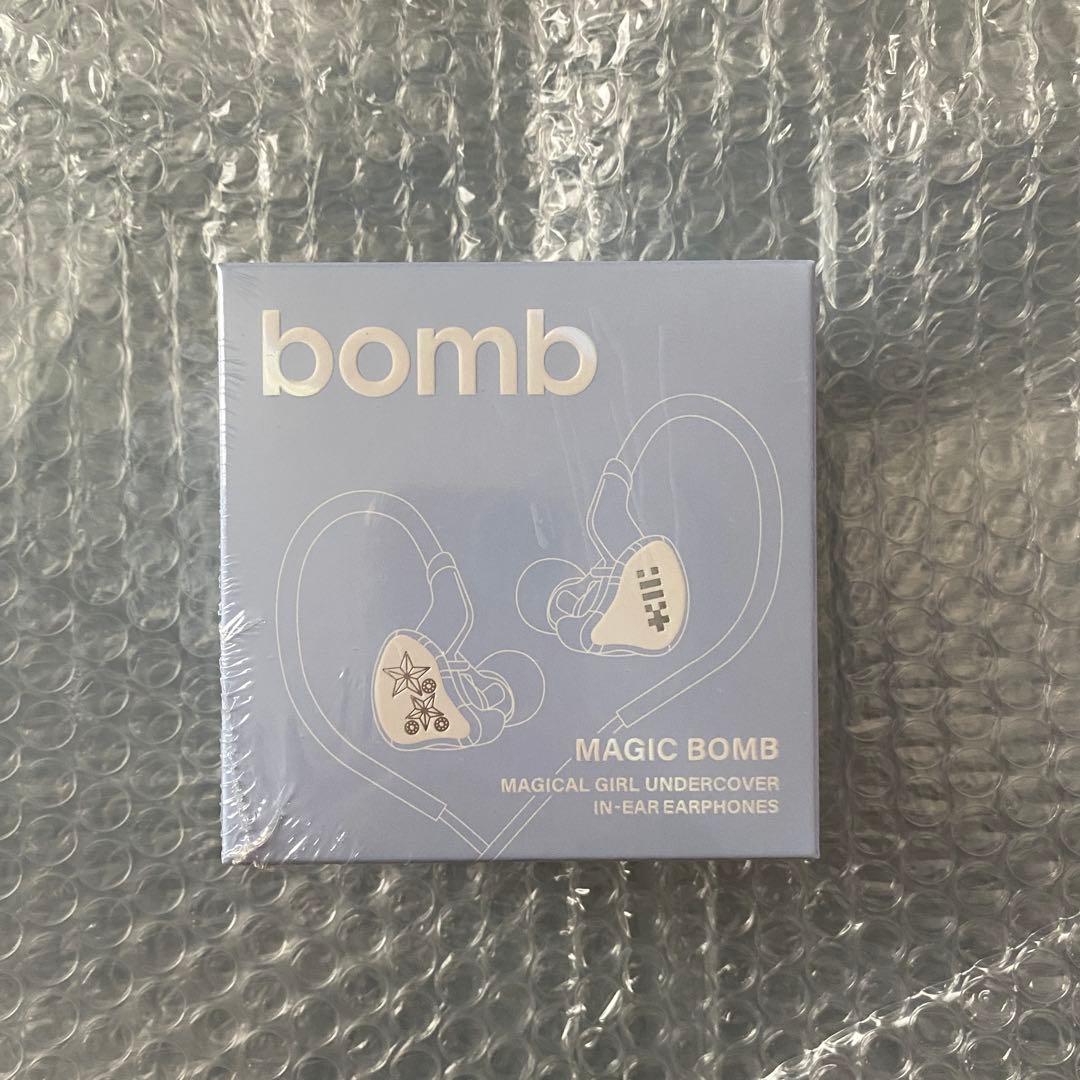 bomb
MAGIC BOMB
MAGICAL GIRL UNDERCOVER
IN-EAR EARPHONES